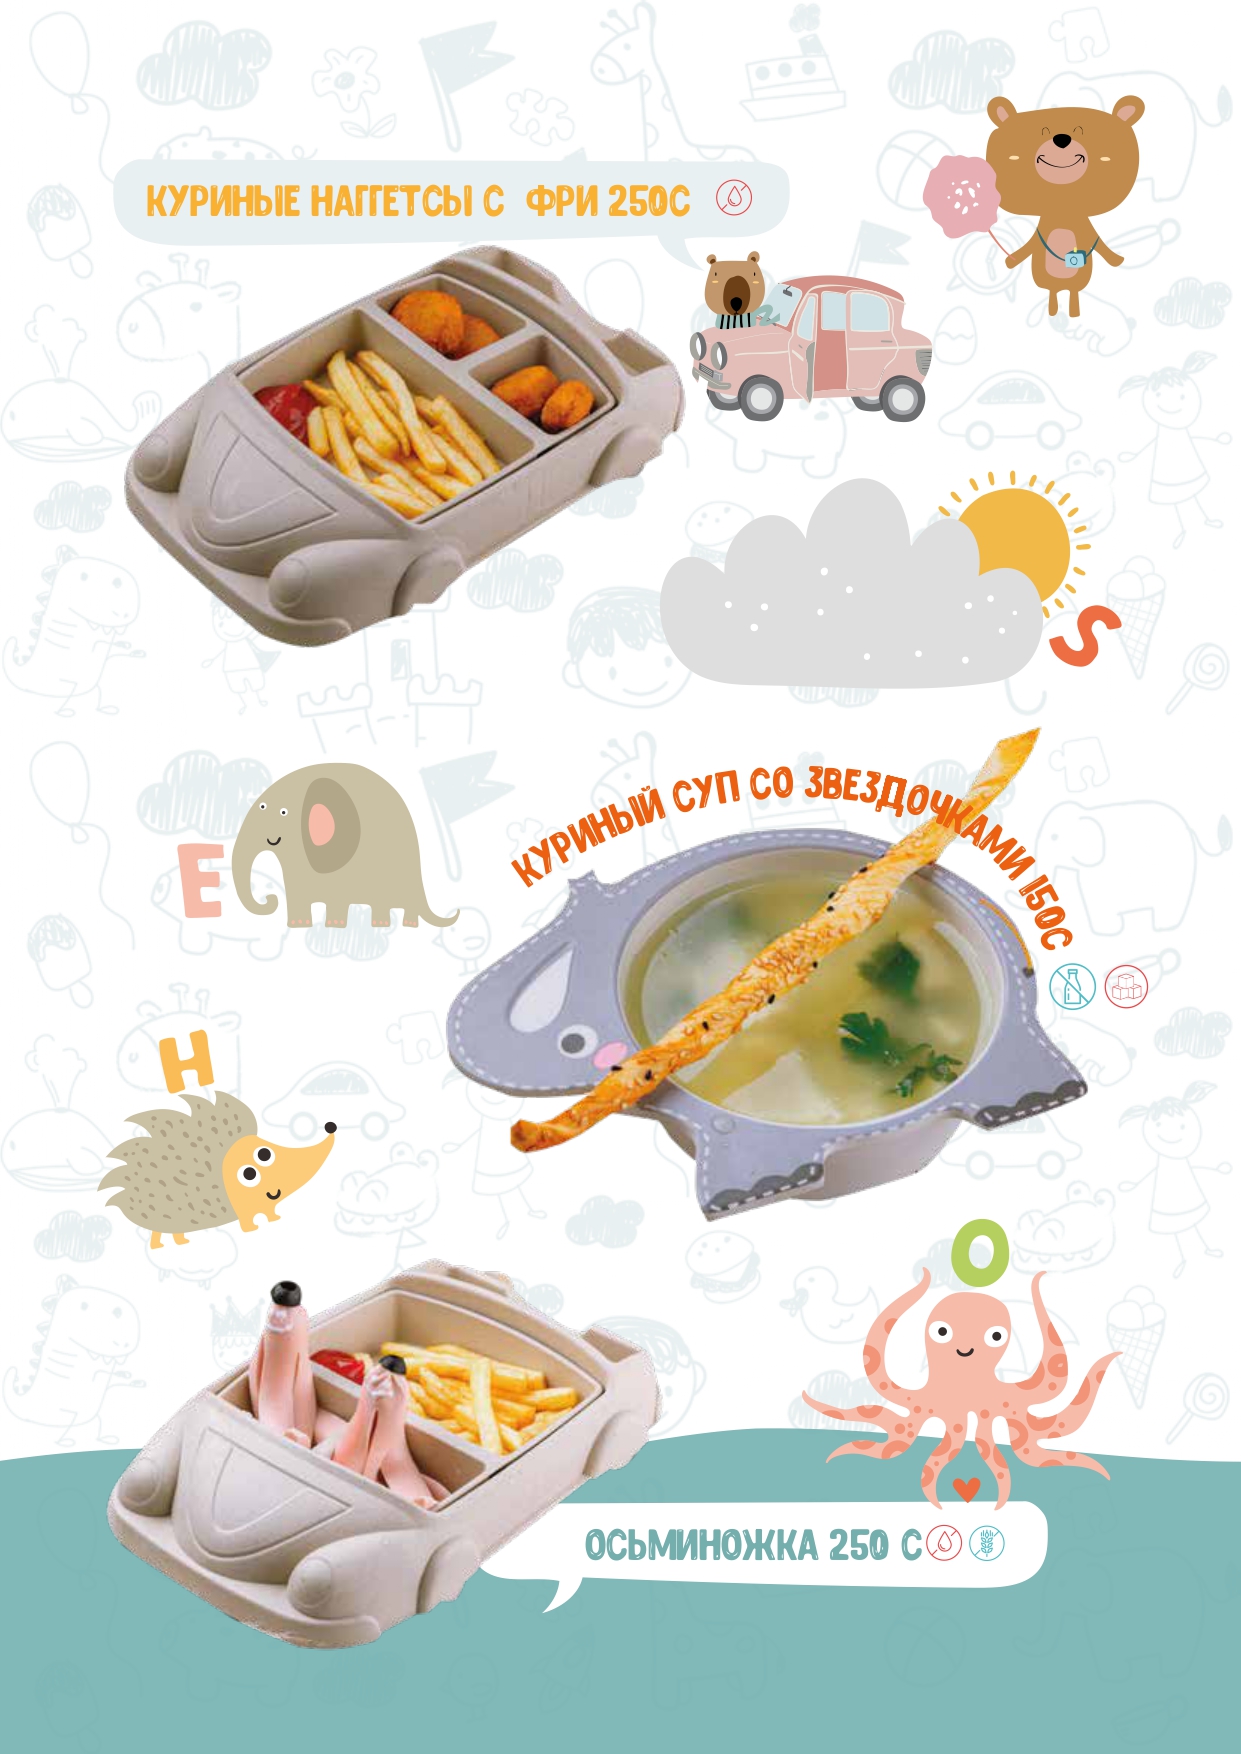 КУРИНЫЕ НАГГЕТСЫ С ФРИ 250С
S
E
КУРИНЫЙ СУП СО ЗВЕЗДОЧКАМИ 150С
H
O
ОСЬМИНОЖКА 250 С